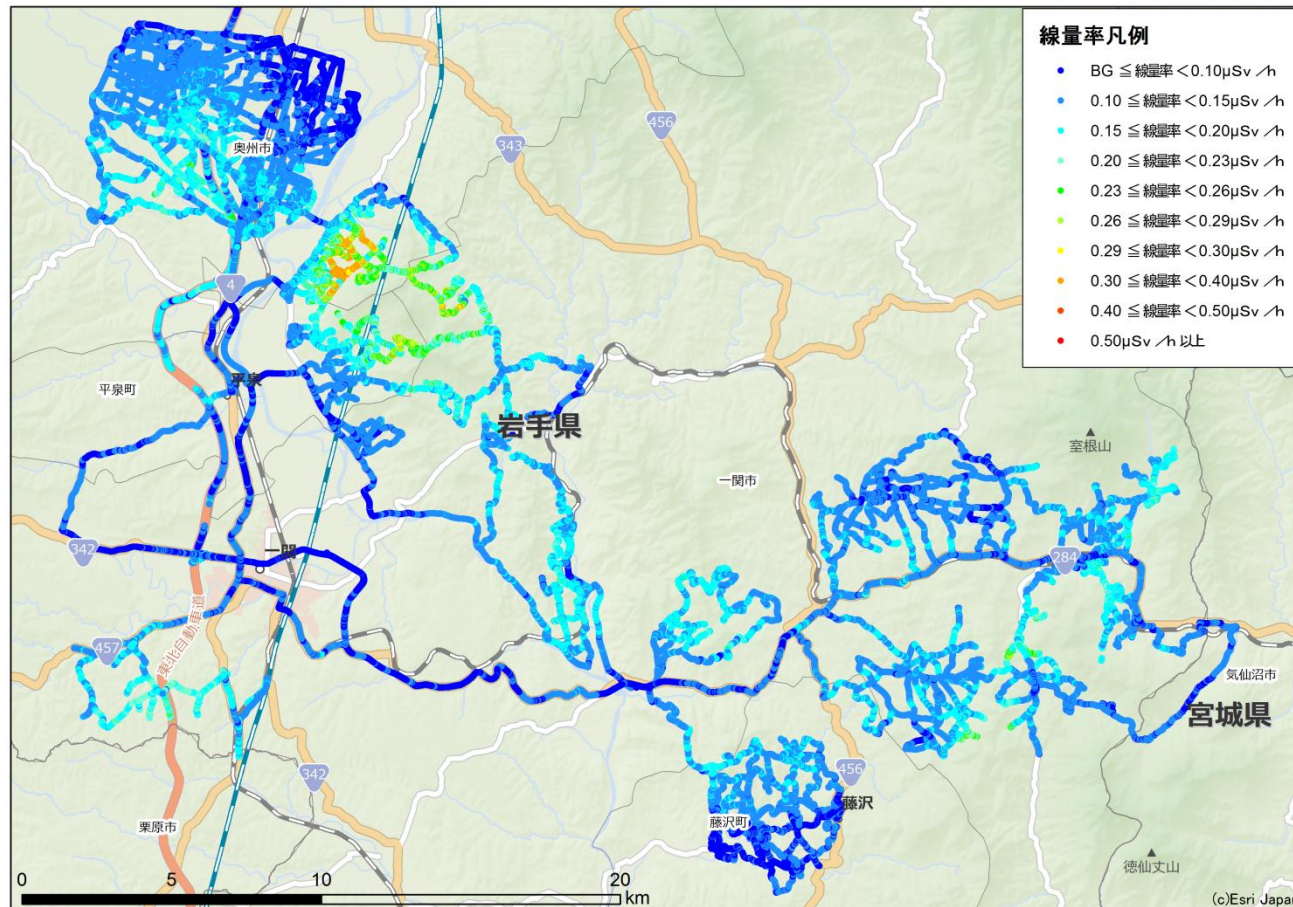 線量率凡例
BG ≦ 線量率 <0.10μSv /h
0.10 ≦ 線量率 <0.15μSv /h
0.15 ≦ 線量率 <0.20μSv /h
0.20 ≦ 線量率 <0.23μSv /h
0.23 ≦ 線量率 <0.26μSv /h
0.26 ≦ 線量率 <0.29μSv /h
0.29 ≦ 線量率 <0.30μSv /h
0.30 ≦ 線量率 <0.40μSv /h
0.40 ≦ 線量率 <0.50μSv /h
0.50μSv /h 以上
456
343
奥州市
4
平泉町
平泉
岩手県
室根山
一関市
342
一関
284
457
東北自動車道
気仙沼市
宮城県
342
456
藤沢
藤沢町
栗原市
徳仙丈山
0 5 10 20
km
(c)Esri Japan